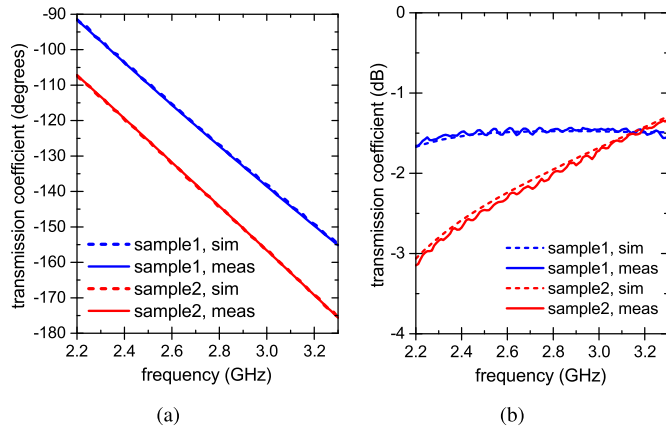 -90
-100
-110
-120
-130
-140
-150
-160
-170
-180
transmission coefficient (degrees)
sample1, sim
sample1, meas
sample2, sim
sample2, meas
2.2 2.4 2.6 2.8 3.0 3.2
frequency (GHz)
(a)
0
-1
-2
-3
-4
transmission coefficient (dB)
sample1, sim
sample1, meas
sample2, sim
sample2, meas
2.2 2.4 2.6 2.8 3.0 3.2
frequency (GHz)
(b)